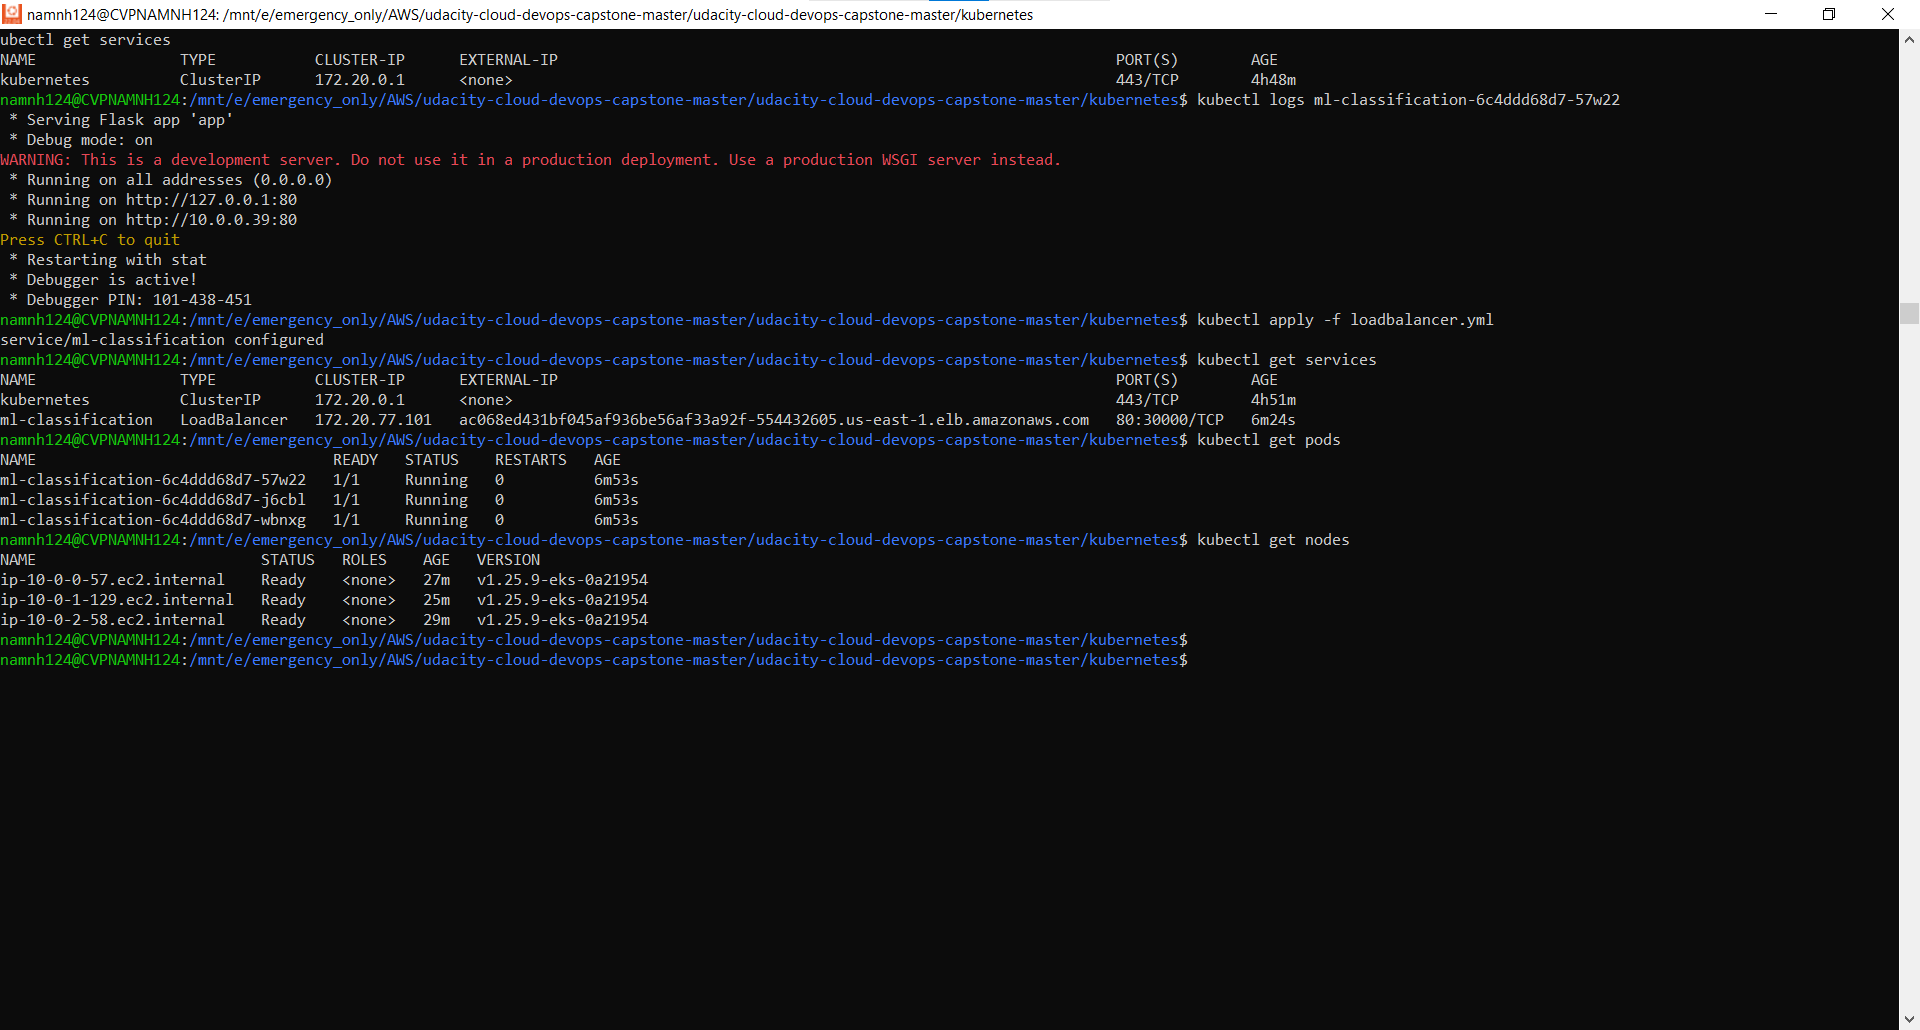 namnh124@CVPNAMNH124: /mnt/e/emergency_only/AWS/udacity-cloud-devops-capstone-master/udacity-cloud-devops-capstone-master/kubernetes
ubectl get services
NAME                TYPE           CLUSTER-IP      EXTERNAL-IP                                                              PORT(S)        AGE
kubernetes          ClusterIP      172.20.0.1      <none>                                                                   443/TCP        4h48m
namnh124@CVPNAMNH124:/mnt/e/emergency_only/AWS/udacity-cloud-devops-capstone-master/udacity-cloud-devops-capstone-master/kubernetes$ kubectl logs ml-classification-6c4ddd68d7-57w22
 * Serving Flask app 'app'
 * Debug mode: on
WARNING: This is a development server. Do not use it in a production deployment. Use a production WSGI server instead.
 * Running on all addresses (0.0.0.0)
 * Running on http://127.0.0.1:80
 * Running on http://10.0.0.39:80
Press CTRL+C to quit
 * Restarting with stat
 * Debugger is active!
 * Debugger PIN: 101-438-451
namnh124@CVPNAMNH124:/mnt/e/emergency_only/AWS/udacity-cloud-devops-capstone-master/udacity-cloud-devops-capstone-master/kubernetes$ kubectl apply -f loadbalancer.yml
service/ml-classification configured
namnh124@CVPNAMNH124:/mnt/e/emergency_only/AWS/udacity-cloud-devops-capstone-master/udacity-cloud-devops-capstone-master/kubernetes$ kubectl get services
NAME                TYPE           CLUSTER-IP      EXTERNAL-IP                                                              PORT(S)        AGE
kubernetes          ClusterIP      172.20.0.1      <none>                                                                   443/TCP        4h51m
ml-classification   LoadBalancer   172.20.77.101   ac068ed431bf045af936be56af33a92f-554432605.us-east-1.elb.amazonaws.com   80:30000/TCP   6m24s
namnh124@CVPNAMNH124:/mnt/e/emergency_only/AWS/udacity-cloud-devops-capstone-master/udacity-cloud-devops-capstone-master/kubernetes$ kubectl get pods
NAME                                 READY   STATUS    RESTARTS   AGE
ml-classification-6c4ddd68d7-57w22   1/1     Running   0          6m53s
ml-classification-6c4ddd68d7-j6cbl   1/1     Running   0          6m53s
ml-classification-6c4ddd68d7-wbnxg   1/1     Running   0          6m53s
namnh124@CVPNAMNH124:/mnt/e/emergency_only/AWS/udacity-cloud-devops-capstone-master/udacity-cloud-devops-capstone-master/kubernetes$ kubectl get nodes
NAME                         STATUS   ROLES    AGE   VERSION
ip-10-0-0-57.ec2.internal    Ready    <none>   27m   v1.25.9-eks-0a21954
ip-10-0-1-129.ec2.internal   Ready    <none>   25m   v1.25.9-eks-0a21954
ip-10-0-2-58.ec2.internal    Ready    <none>   29m   v1.25.9-eks-0a21954
namnh124@CVPNAMNH124:/mnt/e/emergency_only/AWS/udacity-cloud-devops-capstone-master/udacity-cloud-devops-capstone-master/kubernetes$
namnh124@CVPNAMNH124:/mnt/e/emergency_only/AWS/udacity-cloud-devops-capstone-master/udacity-cloud-devops-capstone-master/kubernetes$